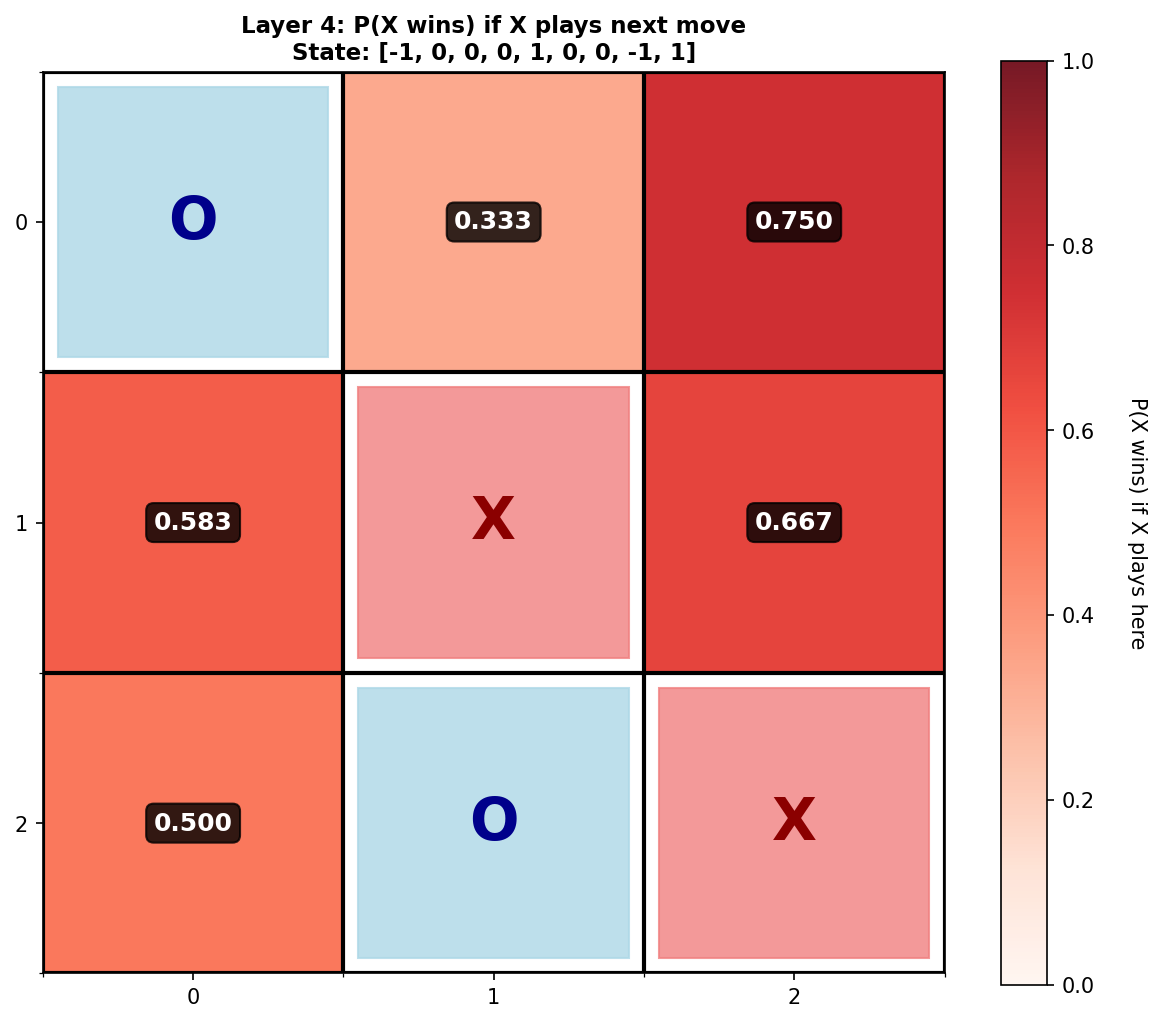 Layer 4: P(X wins) if X plays next move
State: [-1, 0, 0, 0, 1, 0, 0, -1, 1]
0
O
0.333
0.750
1
0.583
X
0.667
2
0.500
O
X
0
1
2
1.0
0.8
0.6
0.4
0.2
0.0
P(X wins) if X plays here